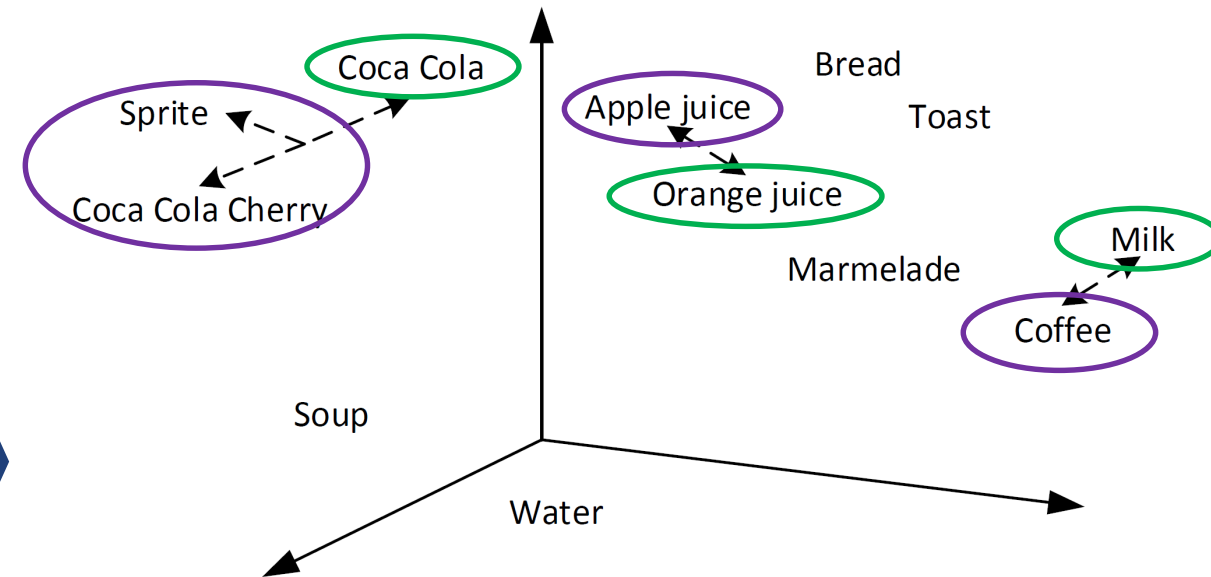 Coca Cola
Bread
Sprite
Apple juice
Toast
Orange juice
Coca Cola Cherry
Milk
Marmelade
Coffee
Soup
Water